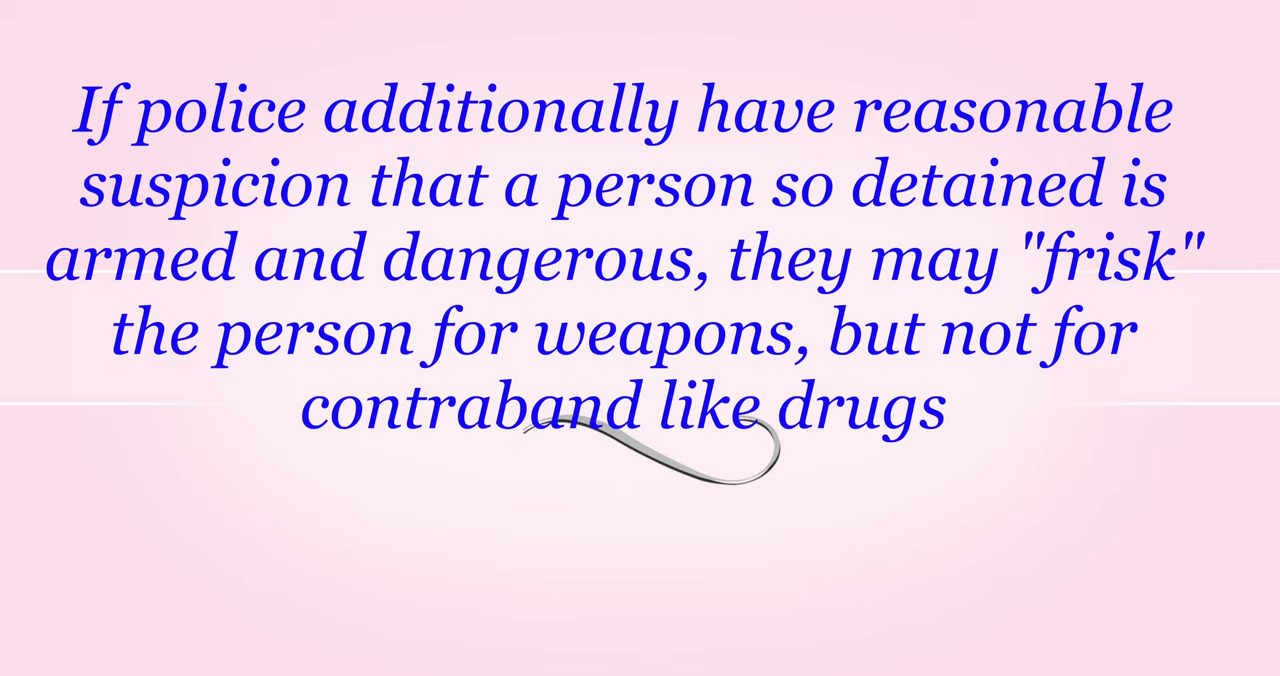 If police additionally have reasonable
suspicion that a person so detained is
armed and dangerous, they may "frisk"
the person for weapons, but not for
contraband like drugs